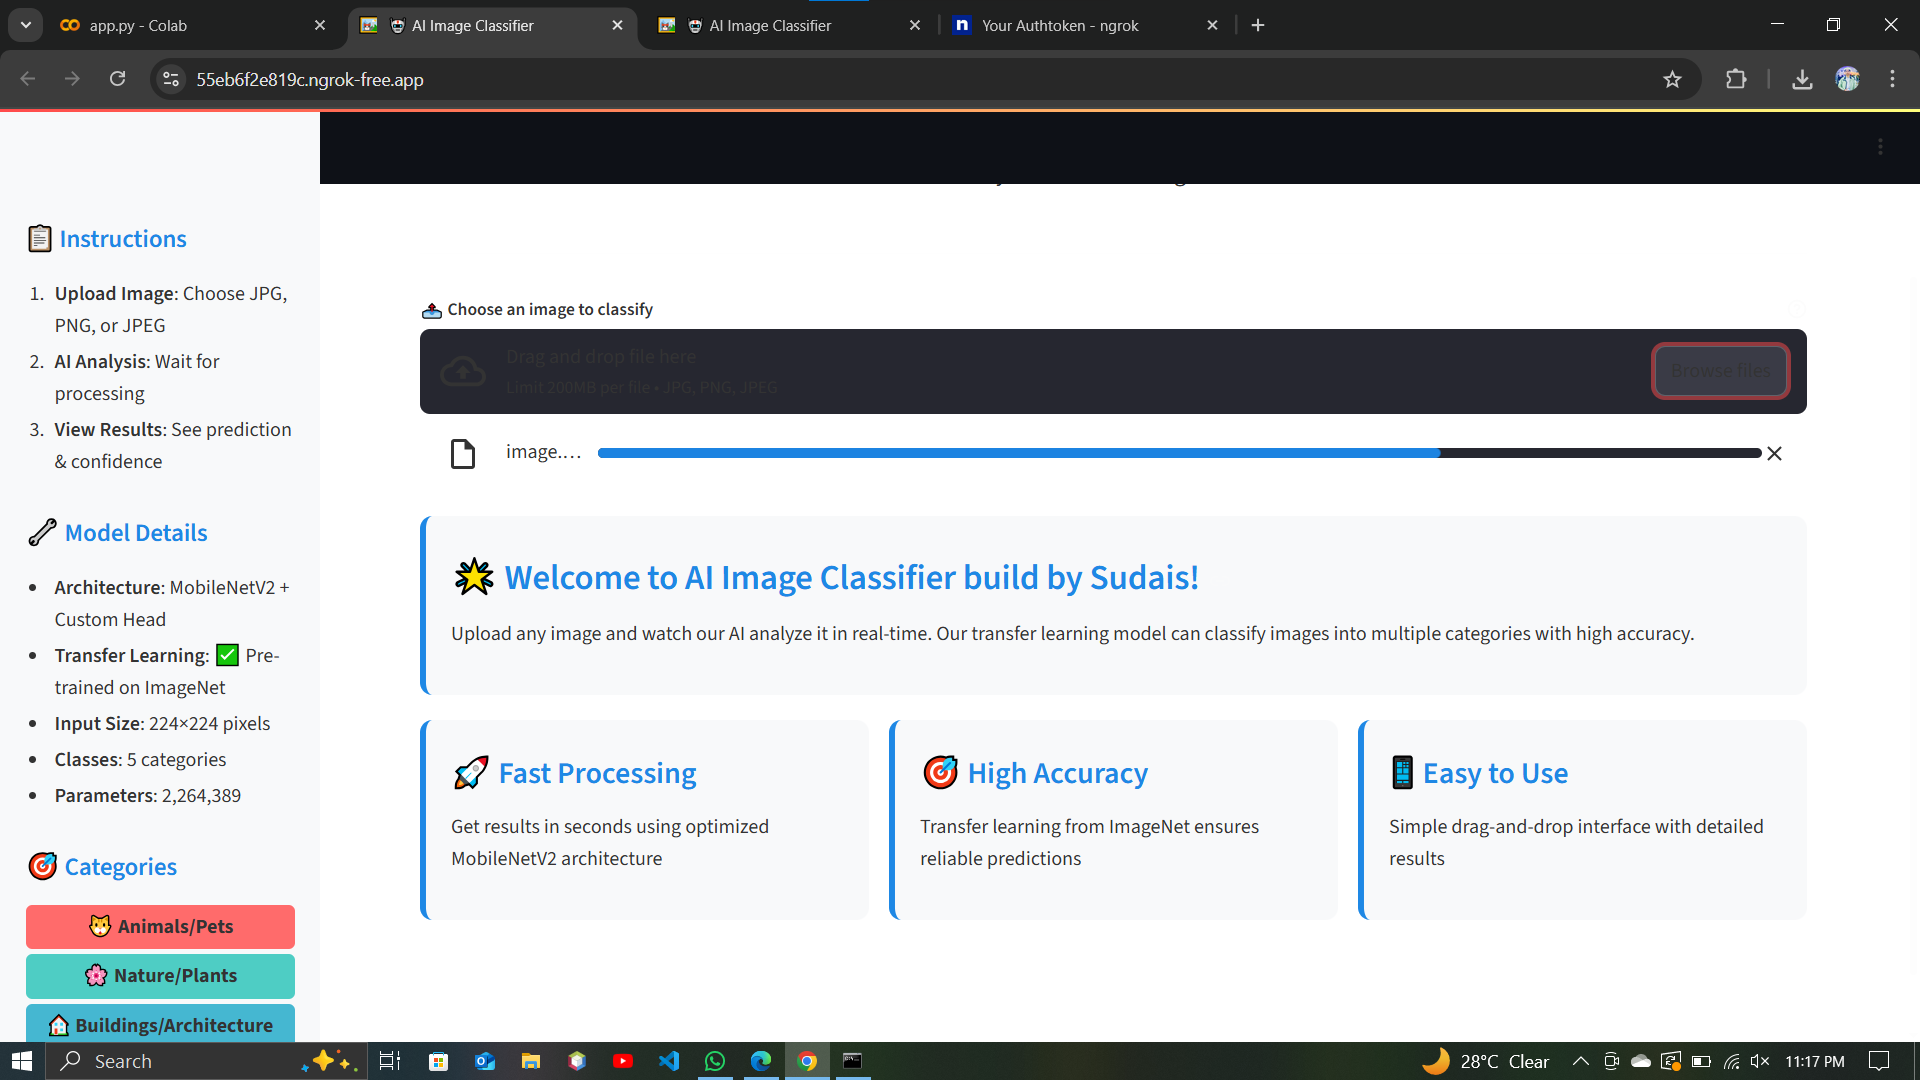 app.py - Colab
AI Image Classifier
AI Image Classifier
n
Your Authtoken - ngrok
55eb6f2e819c.ngrok-free.app
Instructions
1. Upload Image: Choose JPG,
PNG, or JPEG
2. AI Analysis: Wait for
processing
3. View Results: See prediction
& confidence
Model Details
• Architecture: MobileNetV2 +
Custom Head
• Transfer Learning: ✅ Pre-
trained on ImageNet
• Input Size: 224×224 pixels
• Classes: 5 categories
• Parameters: 2,264,389
Categories
Animals/Pets
Nature/Plants
Buildings/Architecture
Choose an image to classify
Drag and drop file here
Limit 200MB per file • JPG, PNG, JPEG
Browse files
image.…
Welcome to AI Image Classifier build by Sudais!
Upload any image and watch our AI analyze it in real-time. Our transfer learning model can classify images into multiple categories with high accuracy.
Fast Processing
Get results in seconds using optimized
MobileNetV2 architecture
High Accuracy
Transfer learning from ImageNet ensures
reliable predictions
Easy to Use
Simple drag-and-drop interface with detailed
results
Search
28°C Clear
11:17 PM